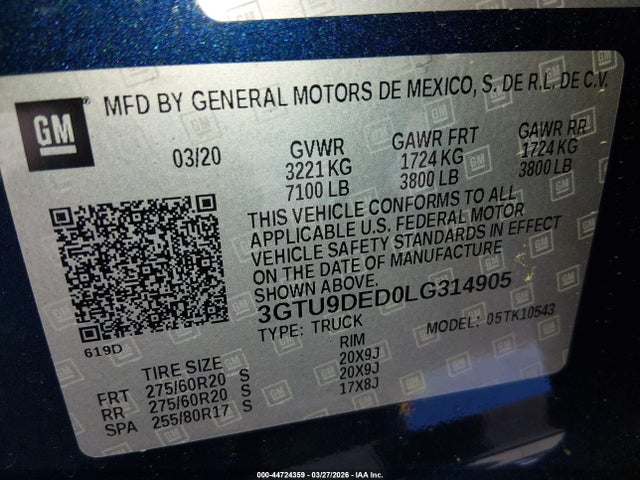 GM
MFD BY GENERAL MOTORS DE MEXICO, S. DE R.L. DE C.V.
03/20
GVWR GAWR FRT GAWR RR
3221 KG 1724 KG 1724 KG
7100 LB 3800 LB 3800 LB
THIS VEHICLE CONFORMS TO ALL
APPLICABLE U.S. FEDERAL MOTOR
VEHICLE SAFETY STANDARDS IN EFFECT
ON THE DATE OF MANUFACTURE
SHOWN ABOVE.
3GTU9DED0LG314905
TYPE: TRUCK MODEL: 05TK10543
619D
TIRE SIZE RIM
FRT 275/60R20 S 20X9J
RR 275/60R20 S 20X9J
SPA 255/80R17 S 17X8J
000-44724359 | 03/27/2026 - IAA Inc.